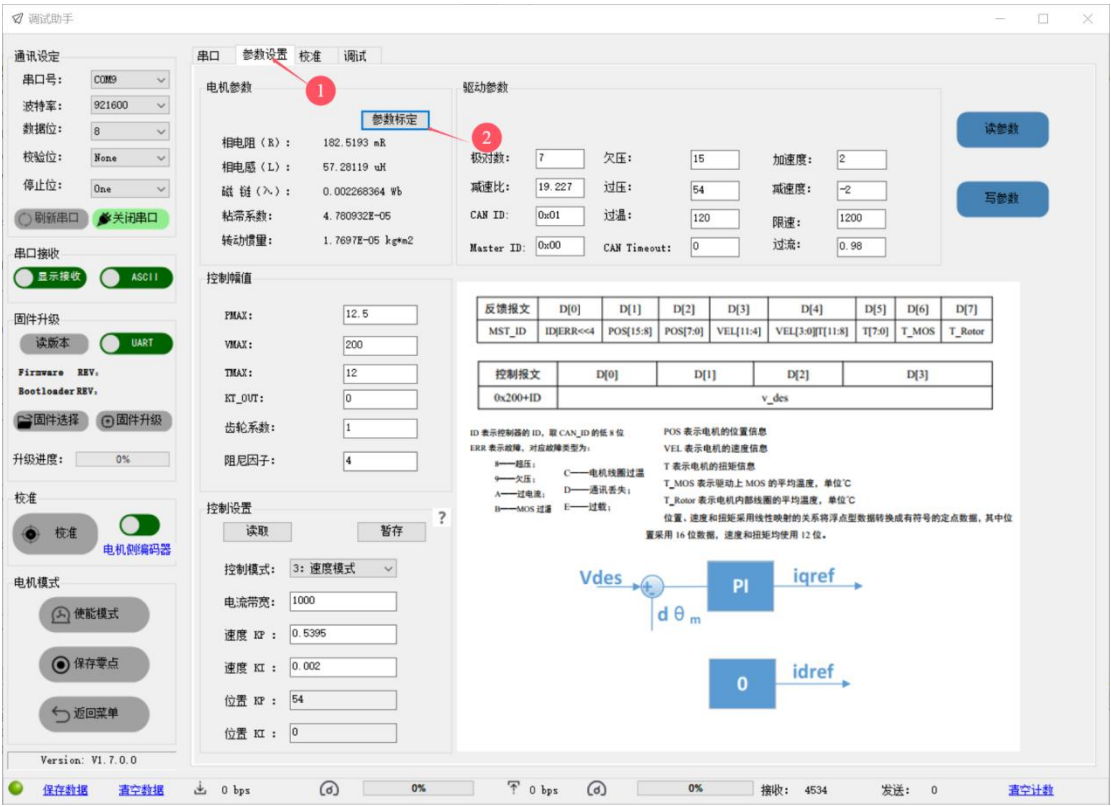 调试助手
通讯设定
串口号: COM9
波特率: 921600
数据位: 8
校验位: None
停止位: One
刷新串口 关闭串口
串口接收
显示接收 ASCII
固件升级
读版本 UART
Firmware REV:
Bootloader REV:
固件选择 固件升级
升级进度: 0%
校准
校准
电机侧编码器
电机模式
使能模式
保存零点
返回菜单
Version: V1.7.0.0
串口 参数设置 校准 调试
1
电机参数
参数标定
2
相电阻(R): 182.5193 mR
相电感(L): 57.28119 uH
磁 链(λ): 0.002268364 Wb
粘滞系数: 4.780932E-05
转动惯量: 1.7697E-05 kg*m2
驱动参数
极对数: 7 欠压: 15 加速度: 2
减速比: 19.227 过压: 54 减速度: -2
CAN ID: 0x01 过温: 120 限速: 1200
Master ID: 0x00 CAN Timeout: 0 过流: 0.98
读参数
写参数
控制幅值
PMAX: 12.5
VMAX: 200
TMAX: 12
KT_OUT: 0
齿轮系数: 1
阻尼因子: 4
控制设置
?
读取 暂存
控制模式: 3: 速度模式
电流带宽: 1000
速度 KP : 0.5395
速度 KI : 0.002
位置 KP : 54
位置 KI : 0
反馈报文 D[0] D[1] D[2] D[3] D[4] D[5] D[6] D[7]
MST_ID ID|ERR<<4 POS[15:8] POS[7:0] VEL[11:4] VEL[3:0]|T[11:8] T[7:0] T_MOS T_Rotor
控制报文 D[0] D[1] D[2] D[3]
0x200+ID v_des
ID 表示控制器的 ID，取 CAN_ID 的低 8 位
ERR 表示故障，对应故障类型为：
8——超压；
9——欠压；
A——过电流；
B——MOS 过温
C——电机线圈过温
D——通讯丢失；
E——过载；
POS 表示电机的位置信息
VEL 表示电机的速度信息
T 表示电机的扭矩信息
T_MOS 表示驱动上 MOS 的平均温度，单位℃
T_Rotor 表示电机内部线圈的平均温度，单位℃
位置、速度和扭矩采用线性映射的关系将浮点型数据转换成有符号的定点数据，其中位
置采用 16 位数据，速度和扭矩均使用 12 位。
Vdes + - PI iqref
d θ m
0 idref
保存数据 清空数据 0 bps 0% 0 bps 0% 接收: 4534 发送: 0 清空计数